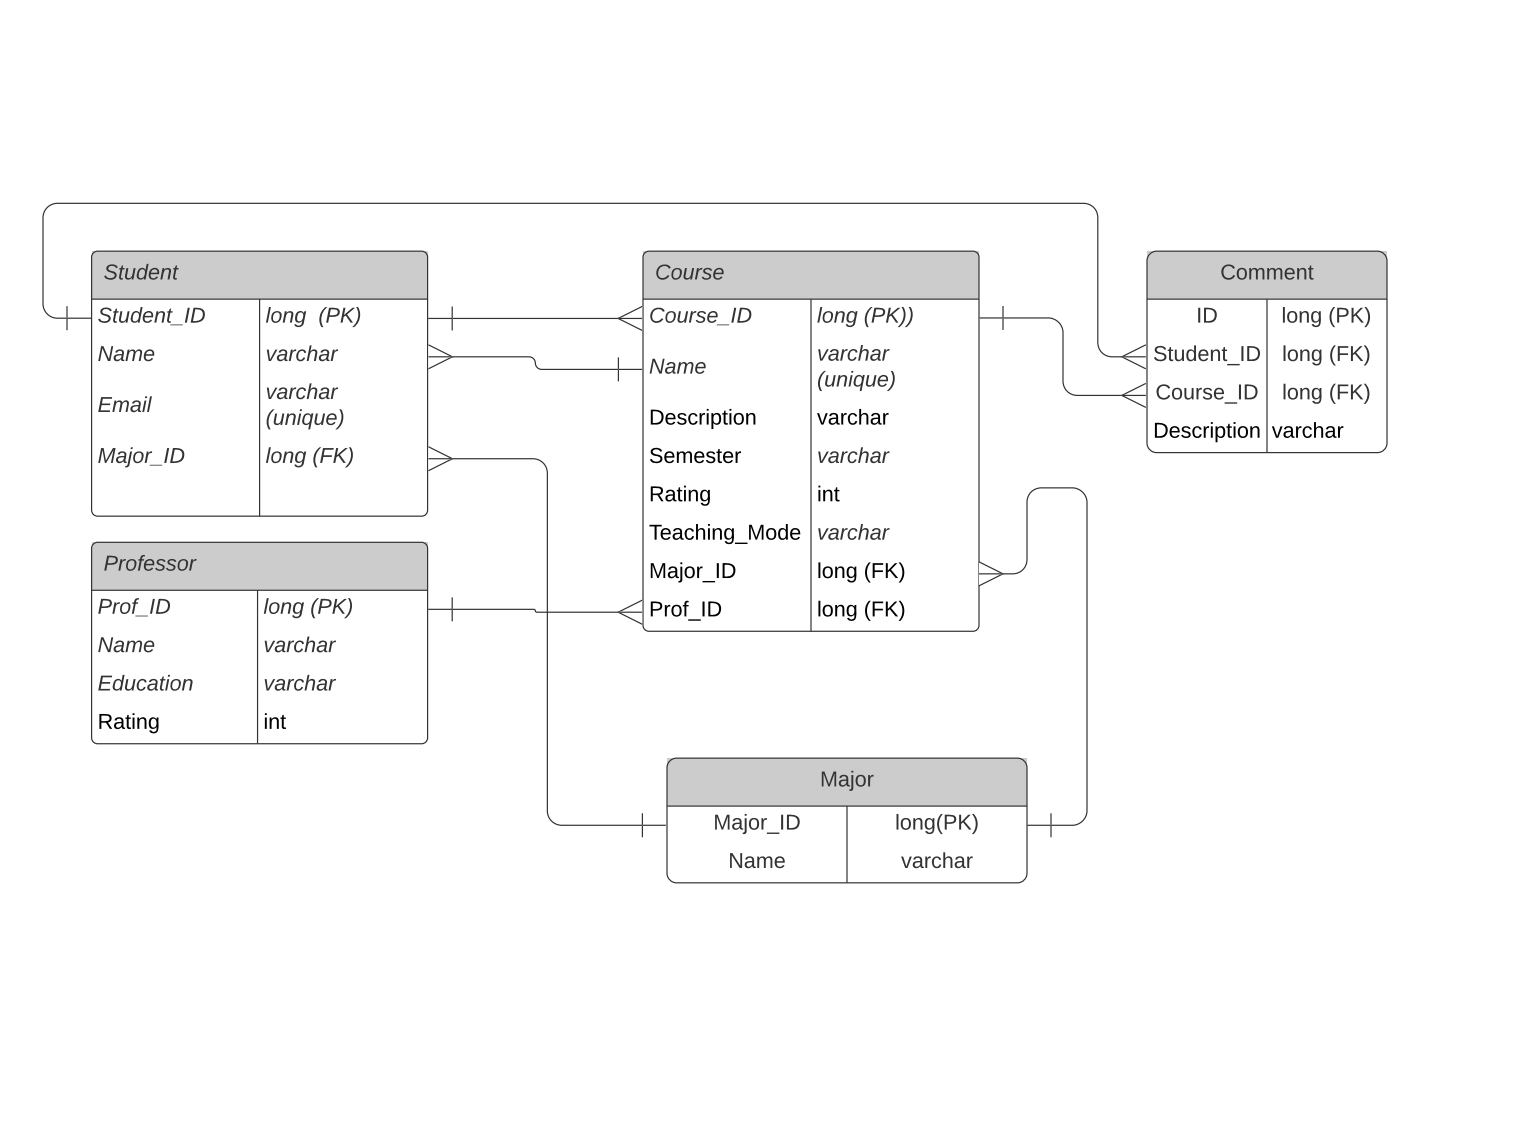 Student
Student_ID long (PK)
Name varchar
Email varchar
(unique)
Major_ID long (FK)
Professor
Prof_ID long (PK)
Name varchar
Education varchar
Rating int
Course
Course_ID long (PK))
Name varchar
(unique)
Description varchar
Semester varchar
Rating int
Teaching_Mode varchar
Major_ID long (FK)
Prof_ID long (FK)
Comment
ID long (PK)
Student_ID long (FK)
Course_ID long (FK)
Description varchar
Major
Major_ID long(PK)
Name varchar